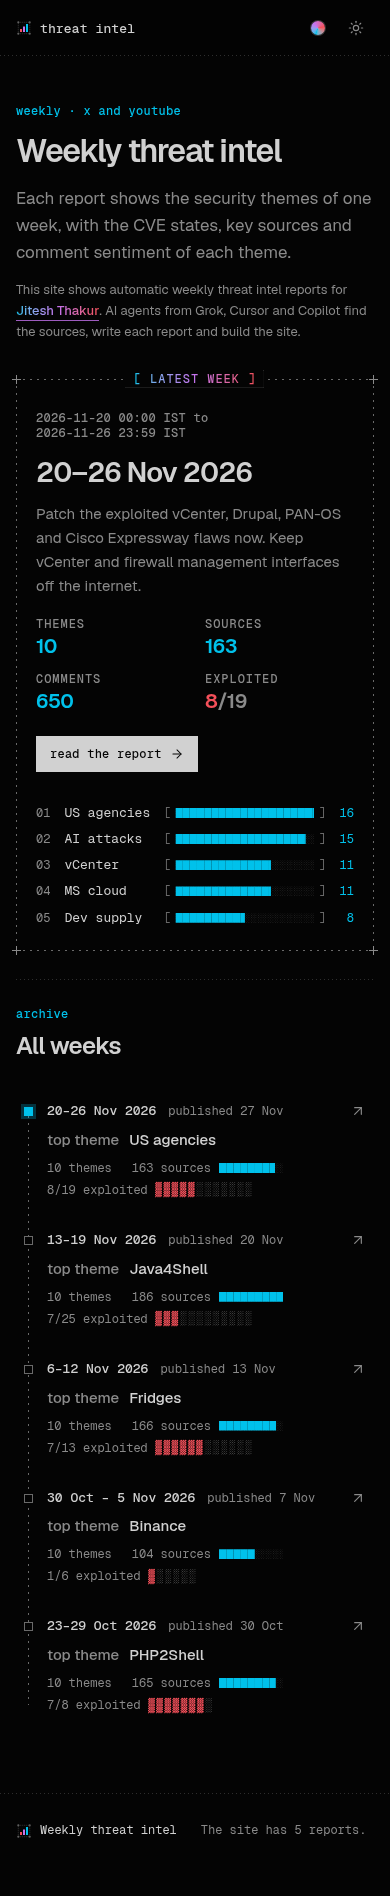 threat intel
weekly · x and youtube
Weekly threat intel
Each report shows the security themes of one
week, with the CVE states, key sources and
comment sentiment of each theme.
This site shows automatic weekly threat intel reports for
Jitesh Thakur. AI agents from Grok, Cursor and Copilot find
the sources, write each report and build the site.
[ LATEST WEEK ]
2026-11-20 00:00 IST to
2026-11-26 23:59 IST
20–26 Nov 2026
Patch the exploited vCenter, Drupal, PAN-OS
and Cisco Expressway flaws now. Keep
vCenter and firewall management interfaces
off the internet.
THEMES SOURCES
10 163
COMMENTS EXPLOITED
650 8/19
read the report →
01 US agencies [ ] 16
02 AI attacks [ ] 15
03 vCenter [ ] 11
04 MS cloud [ ] 11
05 Dev supply [ ] 8
archive
All weeks
20–26 Nov 2026 published 27 Nov
top theme US agencies
10 themes 163 sources
8/19 exploited
13–19 Nov 2026 published 20 Nov
top theme Java4Shell
10 themes 186 sources
7/25 exploited
6–12 Nov 2026 published 13 Nov
top theme Fridges
10 themes 166 sources
7/13 exploited
30 Oct – 5 Nov 2026 published 7 Nov
top theme Binance
10 themes 104 sources
1/6 exploited
23–29 Oct 2026 published 30 Oct
top theme PHP2Shell
10 themes 165 sources
7/8 exploited
Weekly threat intel The site has 5 reports.